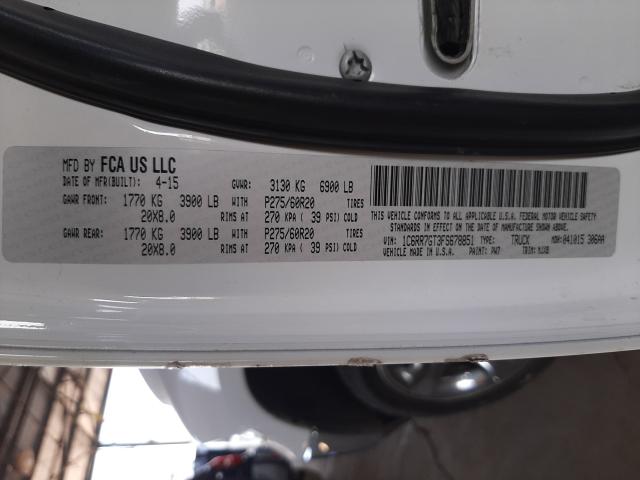 MFD BY FCA US LLC
DATE OF MFR(BUILT): 4-15 GVWR: 3130 KG 6900 LB
GAWR FRONT: 1770 KG 3900 LB WITH P275/60R20 TIRES
20X8.0 RIMS AT 270 KPA ( 39 PSI) COLD
GAWR REAR: 1770 KG 3900 LB WITH P275/60R20 TIRES
20X8.0 RIMS AT 270 KPA ( 39 PSI) COLD
THIS VEHICLE CONFORMS TO ALL APPLICABLE U.S.A. FEDERAL MOTOR VEHICLE SAFETY
STANDARDS IN EFFECT ON THE DATE OF MANUFACTURE SHOWN ABOVE.
VIN: 1C6RR7GT3FS678851 TYPE: TRUCK MDH: 041015 306AA
VEHICLE MADE IN U.S.A. PAINT: PW7 TRIM: